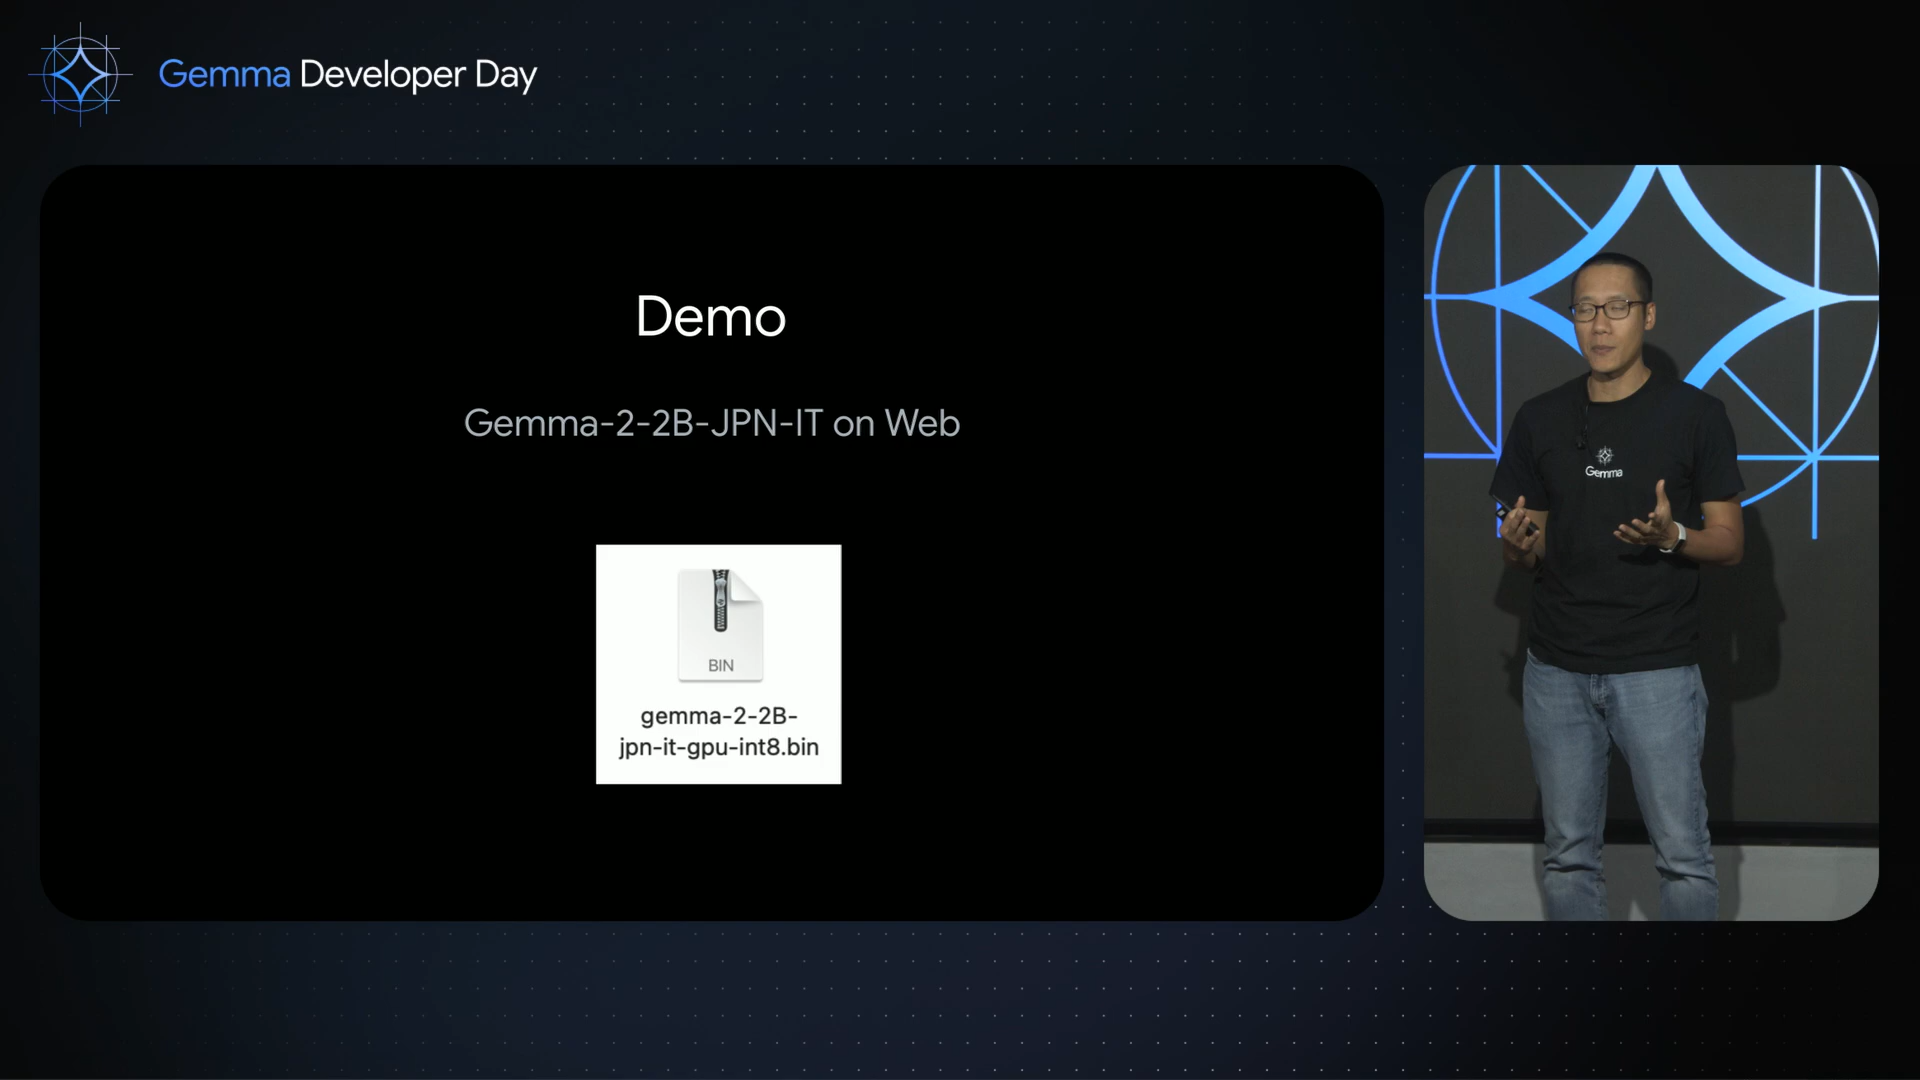 Gemma Developer Day
Demo
Gemma-2-2B-JPN-IT on Web
BIN
gemma-2-2B-
jpn-it-gpu-int8.bin
Gemma